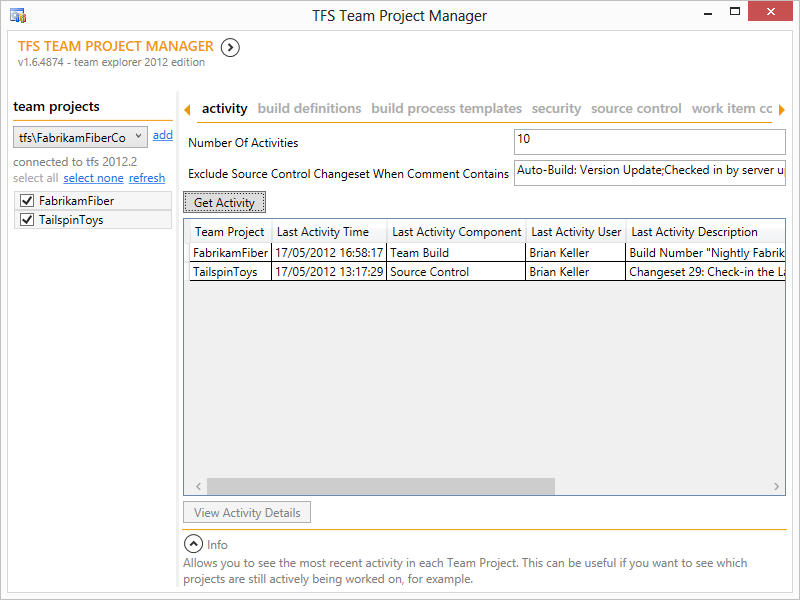 TFS Team Project Manager
TFS TEAM PROJECT MANAGER
v1.6.4874 - team explorer 2012 edition
team projects
tfs\FabrikamFiberCo add
connected to tfs 2012.2
select all select none refresh
FabrikamFiber
TailspinToys
activity build definitions build process templates security source control work item cc
Number Of Activities 10
Exclude Source Control Changeset When Comment Contains Auto-Build: Version Update;Checked in by server u
Get Activity
Team Project Last Activity Time Last Activity Component Last Activity User Last Activity Description
FabrikamFiber 17/05/2012 16:58:17 Team Build Brian Keller Build Number "Nightly Fabrik
TailspinToys 17/05/2012 13:17:29 Source Control Brian Keller Changeset 29: Check-in the La
View Activity Details
Info
Allows you to see the most recent activity in each Team Project. This can be useful if you want to see which
projects are still actively being worked on, for example.